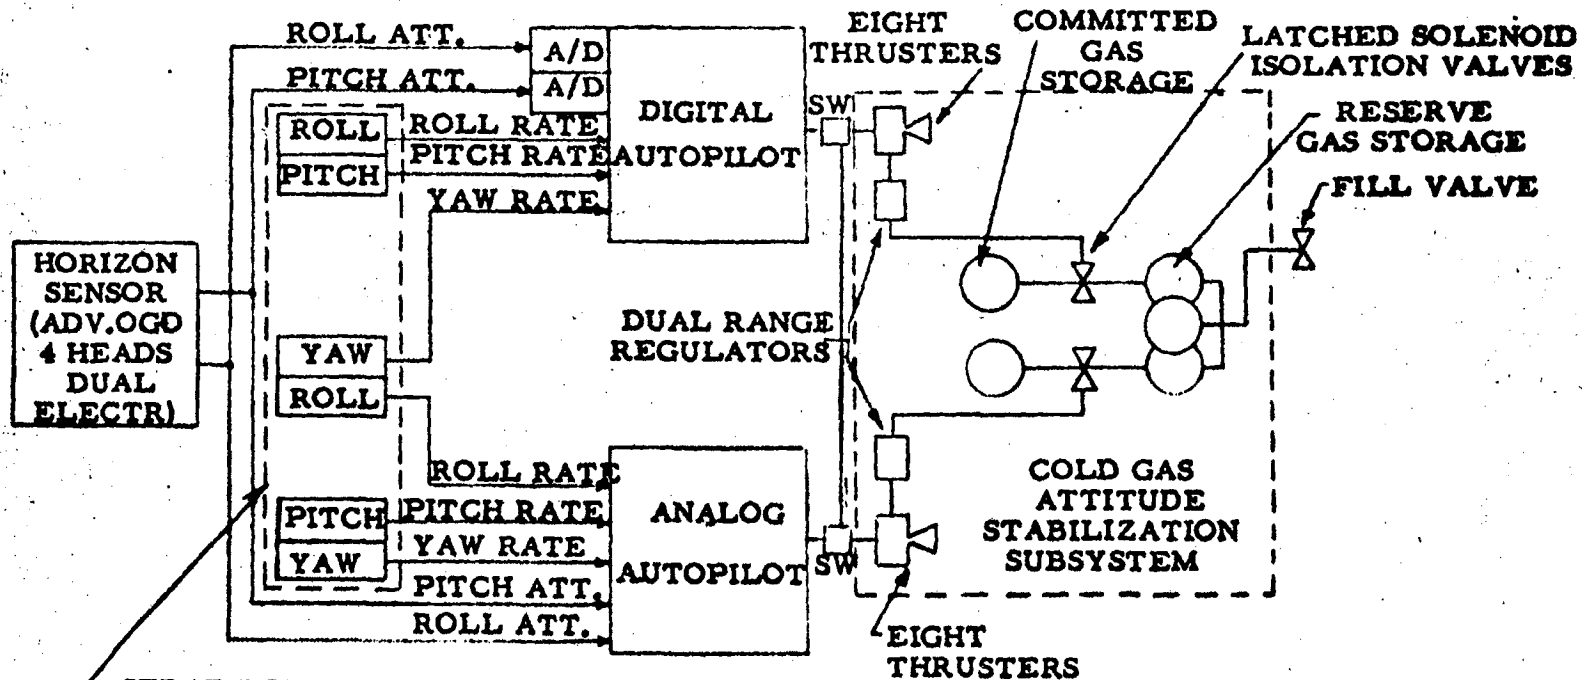 ROLL ATT.
PITCH ATT.
A/D
A/D
DIGITAL
AUTOPILOT
ROLL
PITCH
ROLL RATE
PITCH RATE
YAW RATE
HORIZON
SENSOR
(ADV.OGO
4 HEADS
DUAL
ELECTR)
YAW
ROLL
PITCH
YAW
ROLL RATE
PITCH RATE
YAW RATE
PITCH ATT.
ROLL ATT.
ANALOG
AUTOPILOT
SW
SW
EIGHT
THRUSTERS
COMMITTED
GAS
STORAGE
LATCHED SOLENOID
ISOLATION VALVES
RESERVE
GAS STORAGE
FILL VALVE
DUAL RANGE
REGULATORS
COLD GAS
ATTITUDE
STABILIZATION
SUBSYSTEM
EIGHT
THRUSTERS